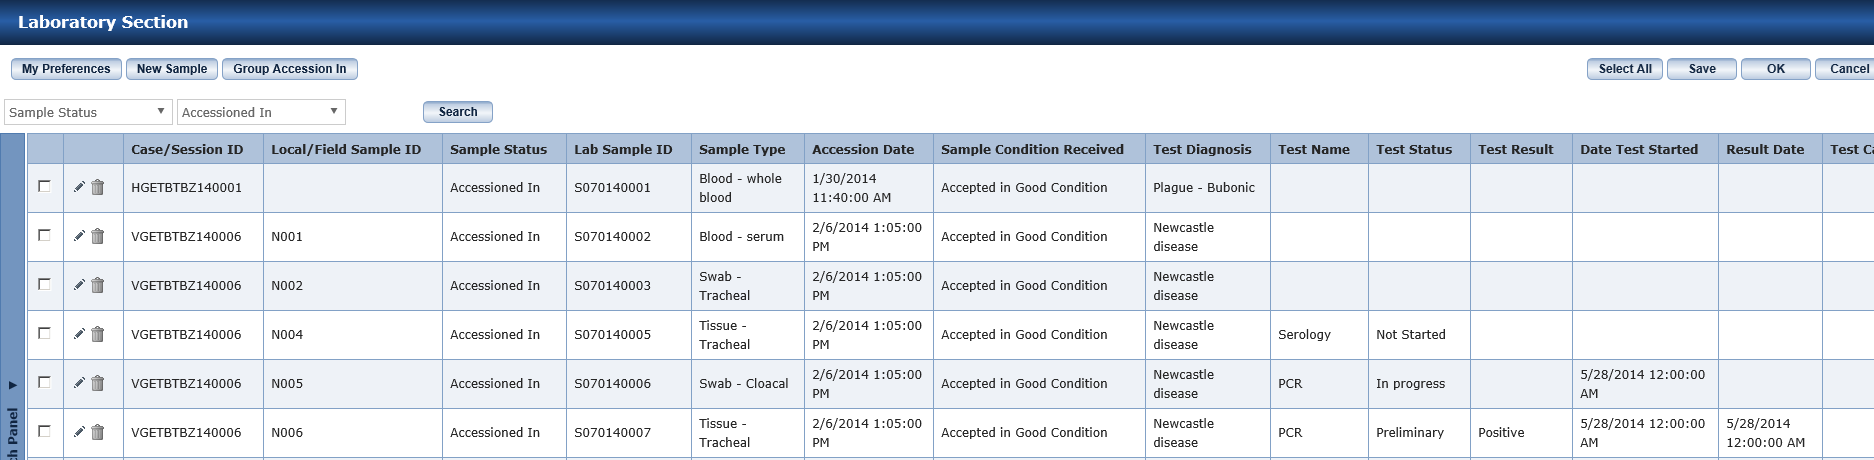 Laboratory Section
My Preferences New Sample Group Accession In Select All Save OK Cancel
Sample Status Accessioned In Search
Case/Session ID Local/Field Sample ID Sample Status Lab Sample ID Sample Type Accession Date Sample Condition Received Test Diagnosis Test Name Test Status Test Result Date Test Started Result Date Test Ca
HGETBTBZ140001 Accessioned In S070140001 Blood - whole blood 1/30/2014 11:40:00 AM Accepted in Good Condition Plague - Bubonic
VGETBTBZ140006 N001 Accessioned In S070140002 Blood - serum 2/6/2014 1:05:00 PM Accepted in Good Condition Newcastle disease
VGETBTBZ140006 N002 Accessioned In S070140003 Swab - Tracheal 2/6/2014 1:05:00 PM Accepted in Good Condition Newcastle disease
VGETBTBZ140006 N004 Accessioned In S070140005 Tissue - Tracheal 2/6/2014 1:05:00 PM Accepted in Good Condition Newcastle disease Serology Not Started
VGETBTBZ140006 N005 Accessioned In S070140006 Swab - Cloacal 2/6/2014 1:05:00 PM Accepted in Good Condition Newcastle disease PCR In progress 5/28/2014 12:00:00 AM
VGETBTBZ140006 N006 Accessioned In S070140007 Tissue - Tracheal 2/6/2014 1:05:00 PM Accepted in Good Condition Newcastle disease PCR Preliminary Positive 5/28/2014 12:00:00 AM 5/28/2014 12:00:00 AM
ch Panel